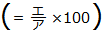 (= エ/ア ×100)